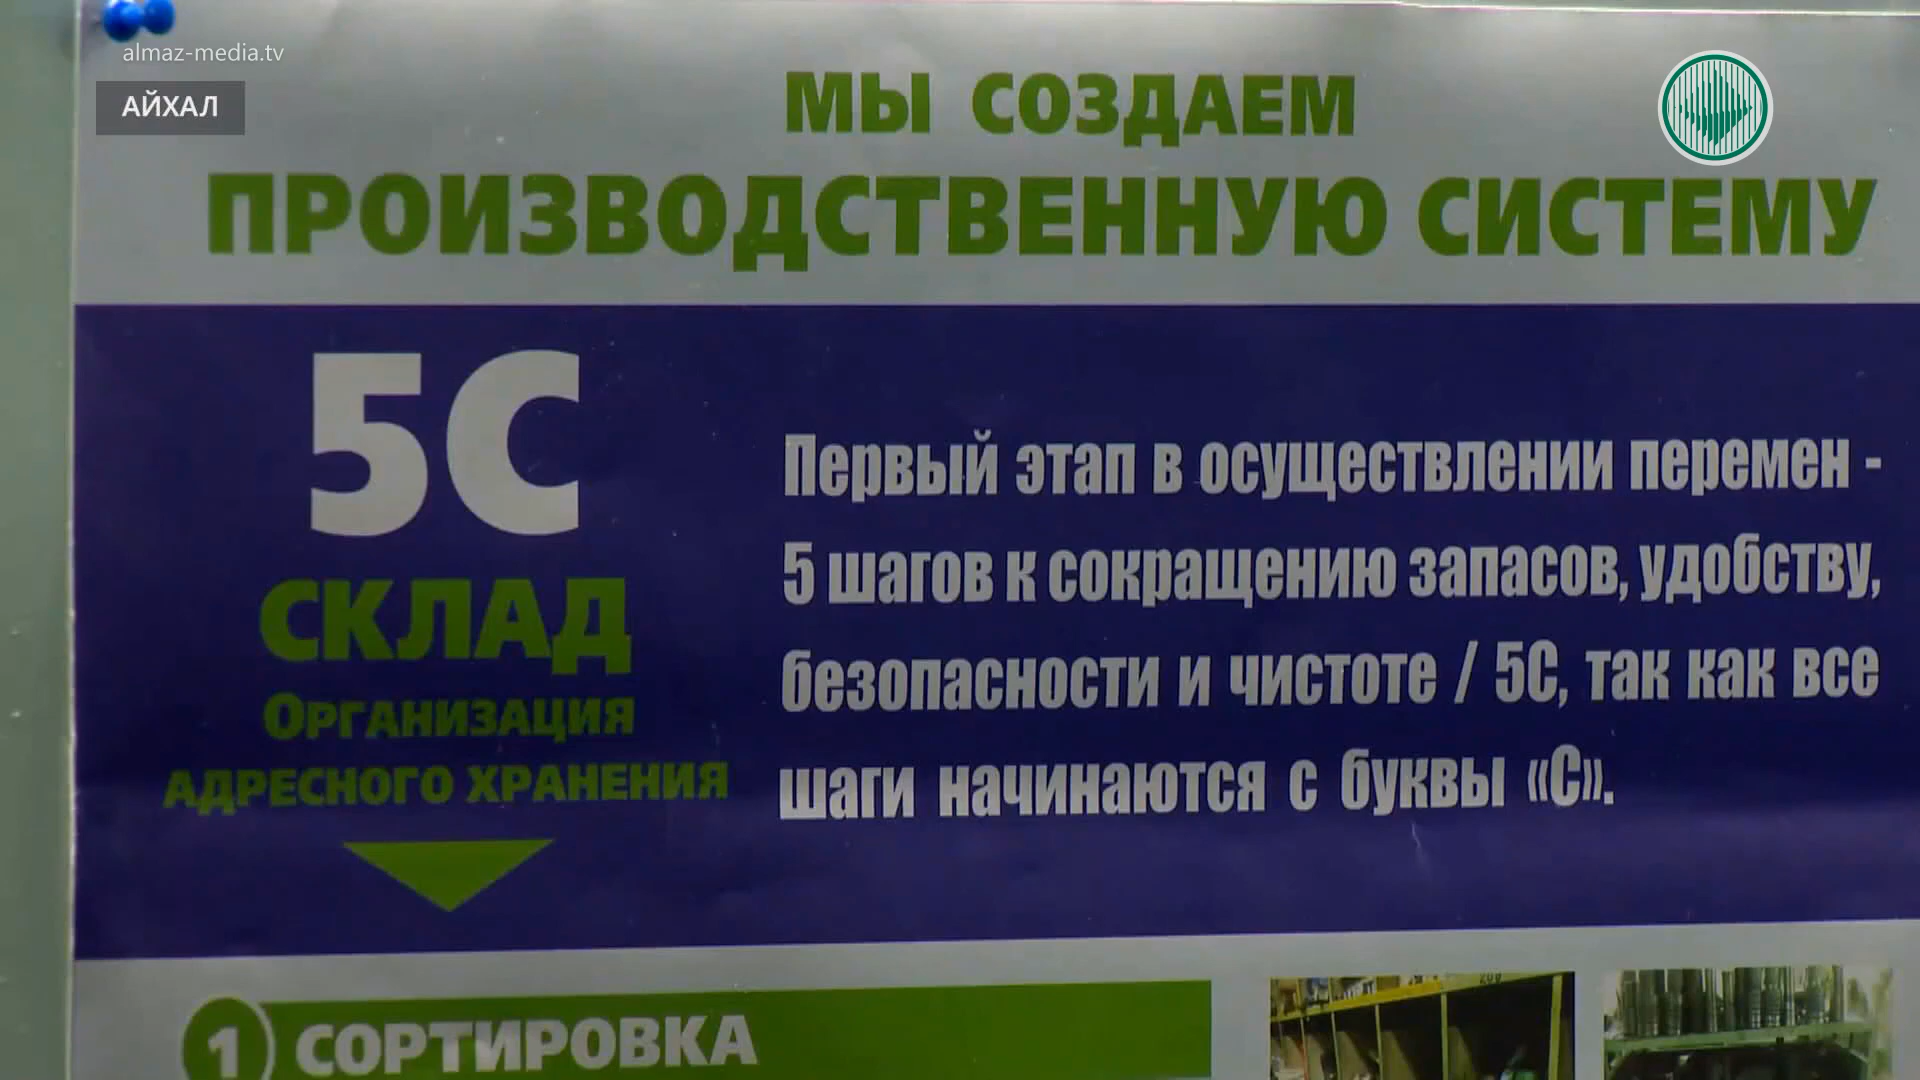 almaz-media.tv
АЙХАЛ
МЫ СОЗДАЕМ
ПРОИЗВОДСТВЕННУЮ СИСТЕМУ
5С
СКЛАД
ОРГАНИЗАЦИЯ
АДРЕСНОГО ХРАНЕНИЯ
Первый этап в осуществлении перемен -
5 шагов к сокращению запасов, удобству,
безопасности и чистоте / 5С, так как все
шаги начинаются с буквы «С».
1 СОРТИРОВКА